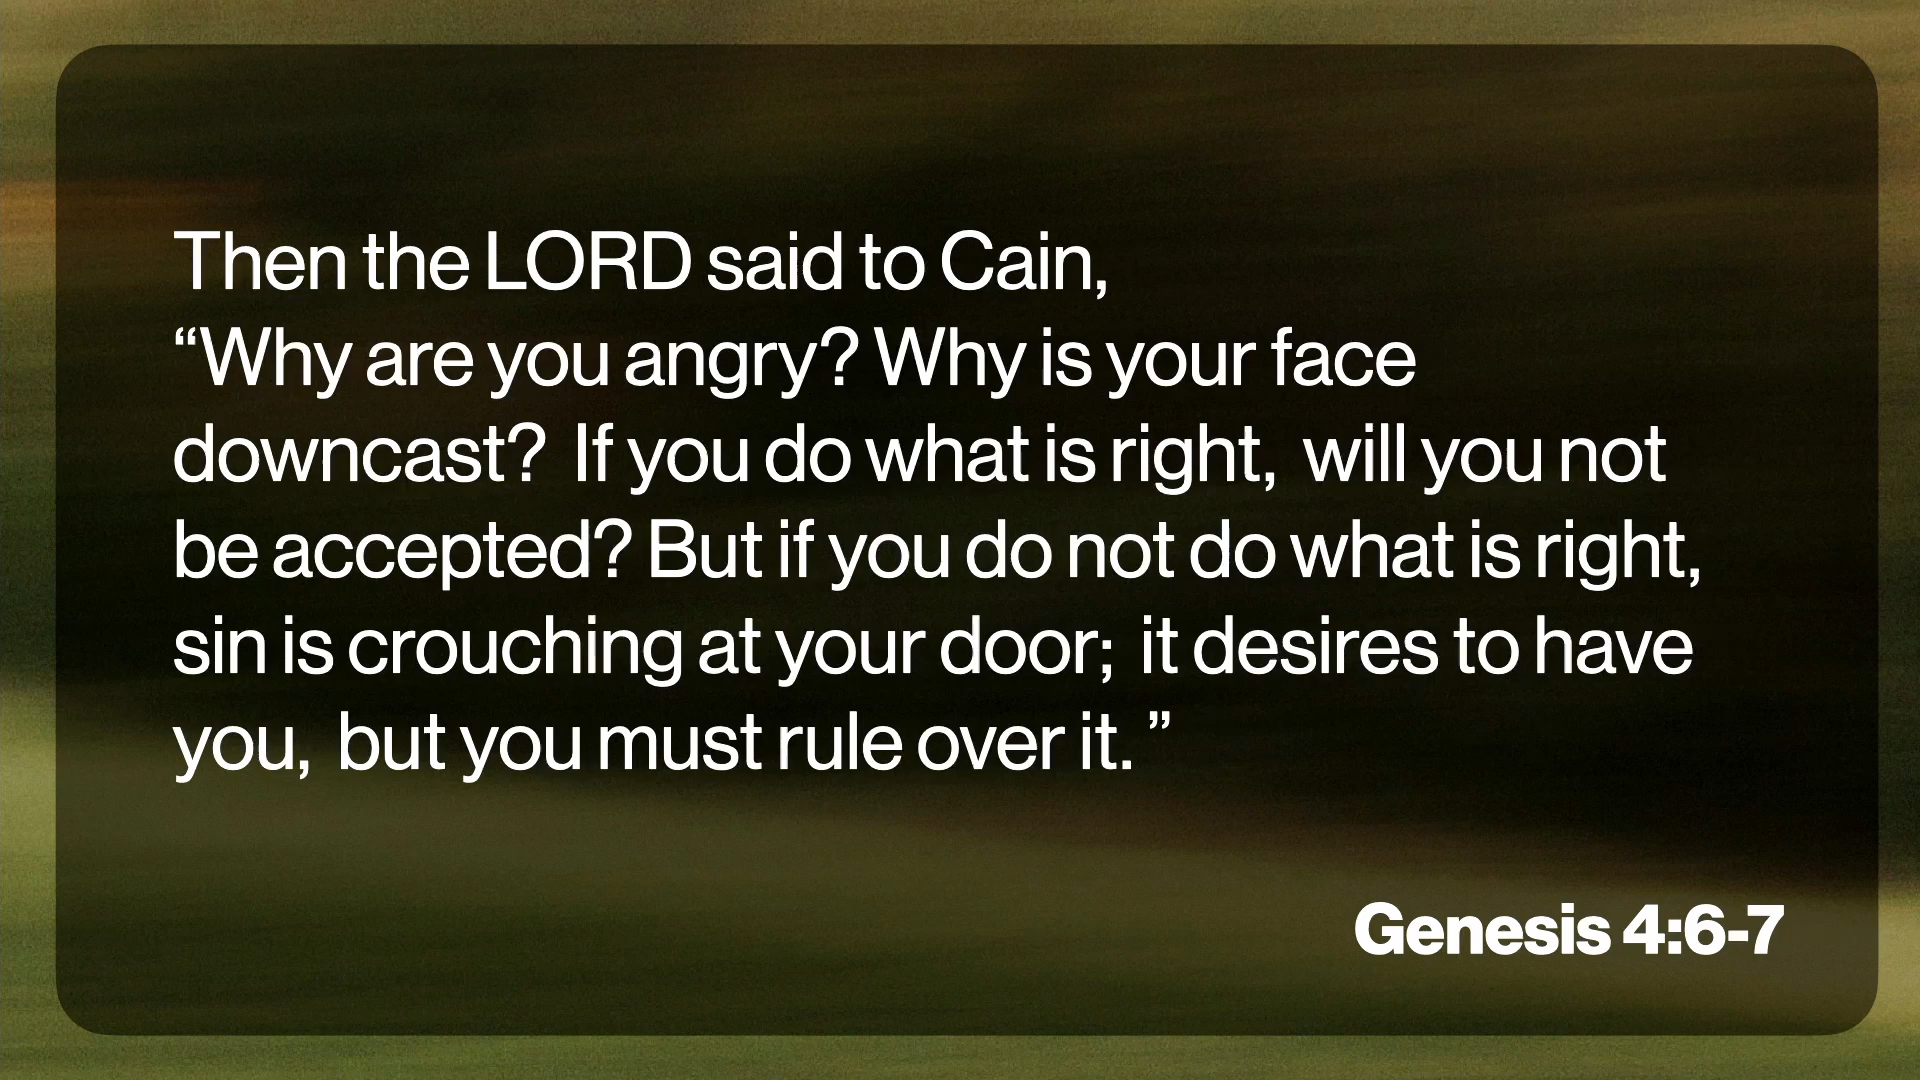 Then the LORD said to Cain,
“Why are you angry? Why is your face
downcast? If you do what is right, will you not
be accepted? But if you do not do what is right,
sin is crouching at your door; it desires to have
you, but you must rule over it. ”
Genesis 4:6-7